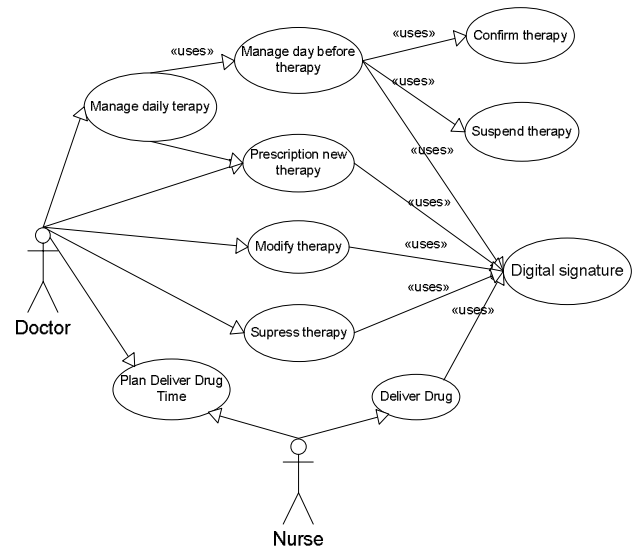 «uses»
Manage day before
therapy
«uses»
Confirm therapy
«uses»
Manage daily terapy
Suspend therapy
«uses»
Prescription new
therapy
«uses»
Modify therapy
«uses»
Digital signature
«uses»
«uses»
Supress therapy
Doctor
Plan Deliver Drug
Time
Deliver Drug
Nurse